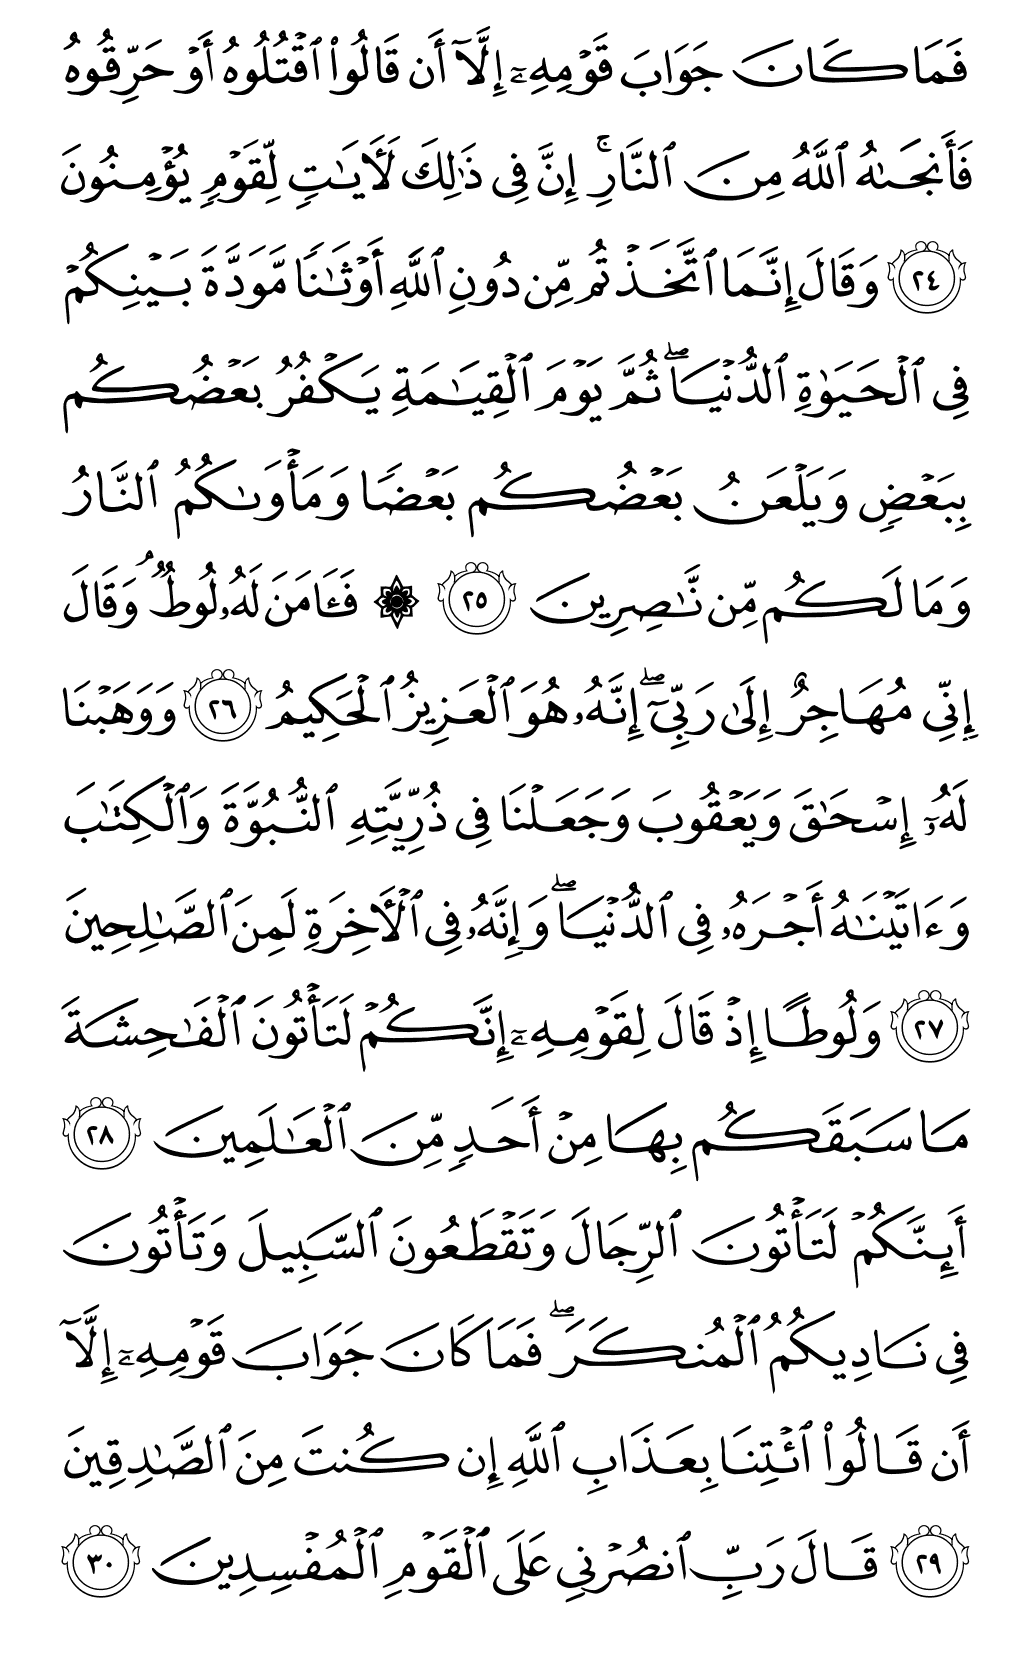 فَمَا كَانَ جَوَابَ قَوْمِهِۦٓ إِلَّآ أَن قَالُوا۟ ٱقْتُلُوهُ أَوْ حَرِّقُوهُ
فَأَنجَىٰهُ ٱللَّهُ مِنَ ٱلنَّارِ ۚ إِنَّ فِى ذَٰلِكَ لَـَٔايَـٰتٍ لِّقَوْمٍ يُؤْمِنُونَ
٢٤ وَقَالَ إِنَّمَا ٱتَّخَذْتُم مِّن دُونِ ٱللَّهِ أَوْثَـٰنًا مَّوَدَّةَ بَيْنِكُمْ
فِى ٱلْحَيَوٰةِ ٱلدُّنْيَا ۖ ثُمَّ يَوْمَ ٱلْقِيَـٰمَةِ يَكْفُرُ بَعْضُكُم
بِبَعْضٍ وَيَلْعَنُ بَعْضُكُم بَعْضًا وَمَأْوَىٰكُمُ ٱلنَّارُ
وَمَا لَكُم مِّن نَّـٰصِرِينَ ٢٥ ۞ فَـَٔامَنَ لَهُۥ لُوطٌ ۘ وَقَالَ
إِنِّى مُهَاجِرٌ إِلَىٰ رَبِّىٓ ۖ إِنَّهُۥ هُوَ ٱلْعَزِيزُ ٱلْحَكِيمُ ٢٦ وَوَهَبْنَا
لَهُۥٓ إِسْحَـٰقَ وَيَعْقُوبَ وَجَعَلْنَا فِى ذُرِّيَّتِهِ ٱلنُّبُوَّةَ وَٱلْكِتَـٰبَ
وَءَاتَيْنَـٰهُ أَجْرَهُۥ فِى ٱلدُّنْيَا ۖ وَإِنَّهُۥ فِى ٱلْـَٔاخِرَةِ لَمِنَ ٱلصَّـٰلِحِينَ
٢٧ وَلُوطًا إِذْ قَالَ لِقَوْمِهِۦٓ إِنَّكُمْ لَتَأْتُونَ ٱلْفَـٰحِشَةَ
مَا سَبَقَكُم بِهَا مِنْ أَحَدٍ مِّنَ ٱلْعَـٰلَمِينَ ٢٨
أَئِنَّكُمْ لَتَأْتُونَ ٱلرِّجَالَ وَتَقْطَعُونَ ٱلسَّبِيلَ وَتَأْتُونَ
فِى نَادِيكُمُ ٱلْمُنكَرَ ۖ فَمَا كَانَ جَوَابَ قَوْمِهِۦٓ إِلَّآ
أَن قَالُوا۟ ٱئْتِنَا بِعَذَابِ ٱللَّهِ إِن كُنتَ مِنَ ٱلصَّـٰدِقِينَ
٢٩ قَالَ رَبِّ ٱنصُرْنِى عَلَى ٱلْقَوْمِ ٱلْمُفْسِدِينَ ٣٠